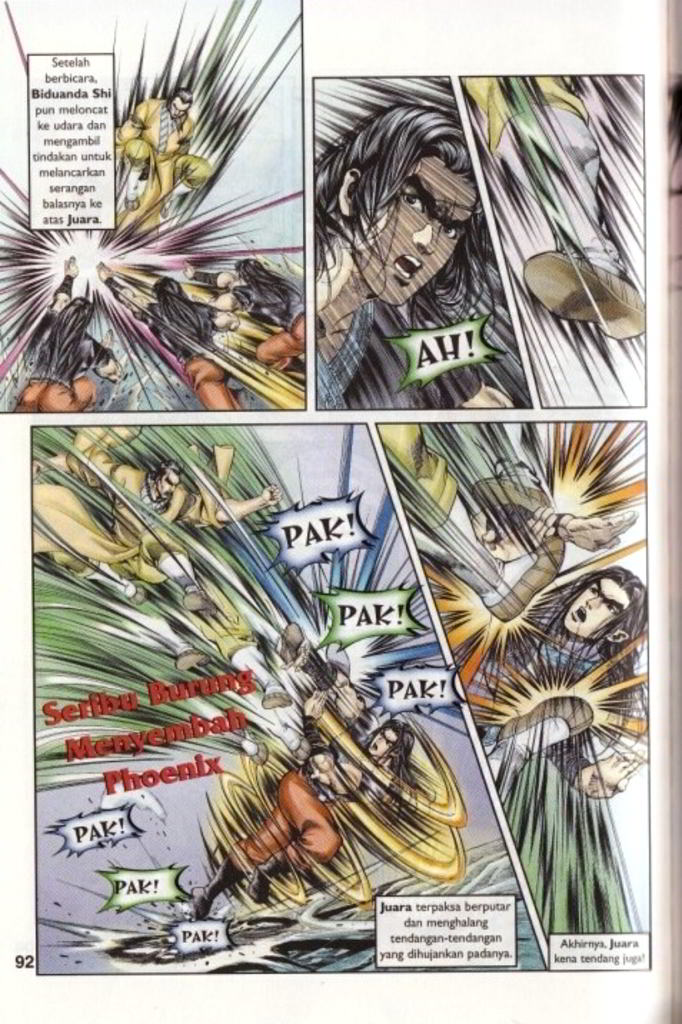 Setelah
berbicara,
Biduanda Shi
pun meloncat
ke udara dan
mengambil
tindakan untuk
melancarkan
serangan
balasnya ke
atas Juara.
AH!
PAK!
PAK!
PAK!
Seribu Burung
Menyembah
Phoenix
PAK!
PAK!
PAK!
Juara terpaksa berputar
dan menghalang
tendangan-tendangan
yang dihujankan padanya.
Akhirnya, Juara
kena tendang juga!
92